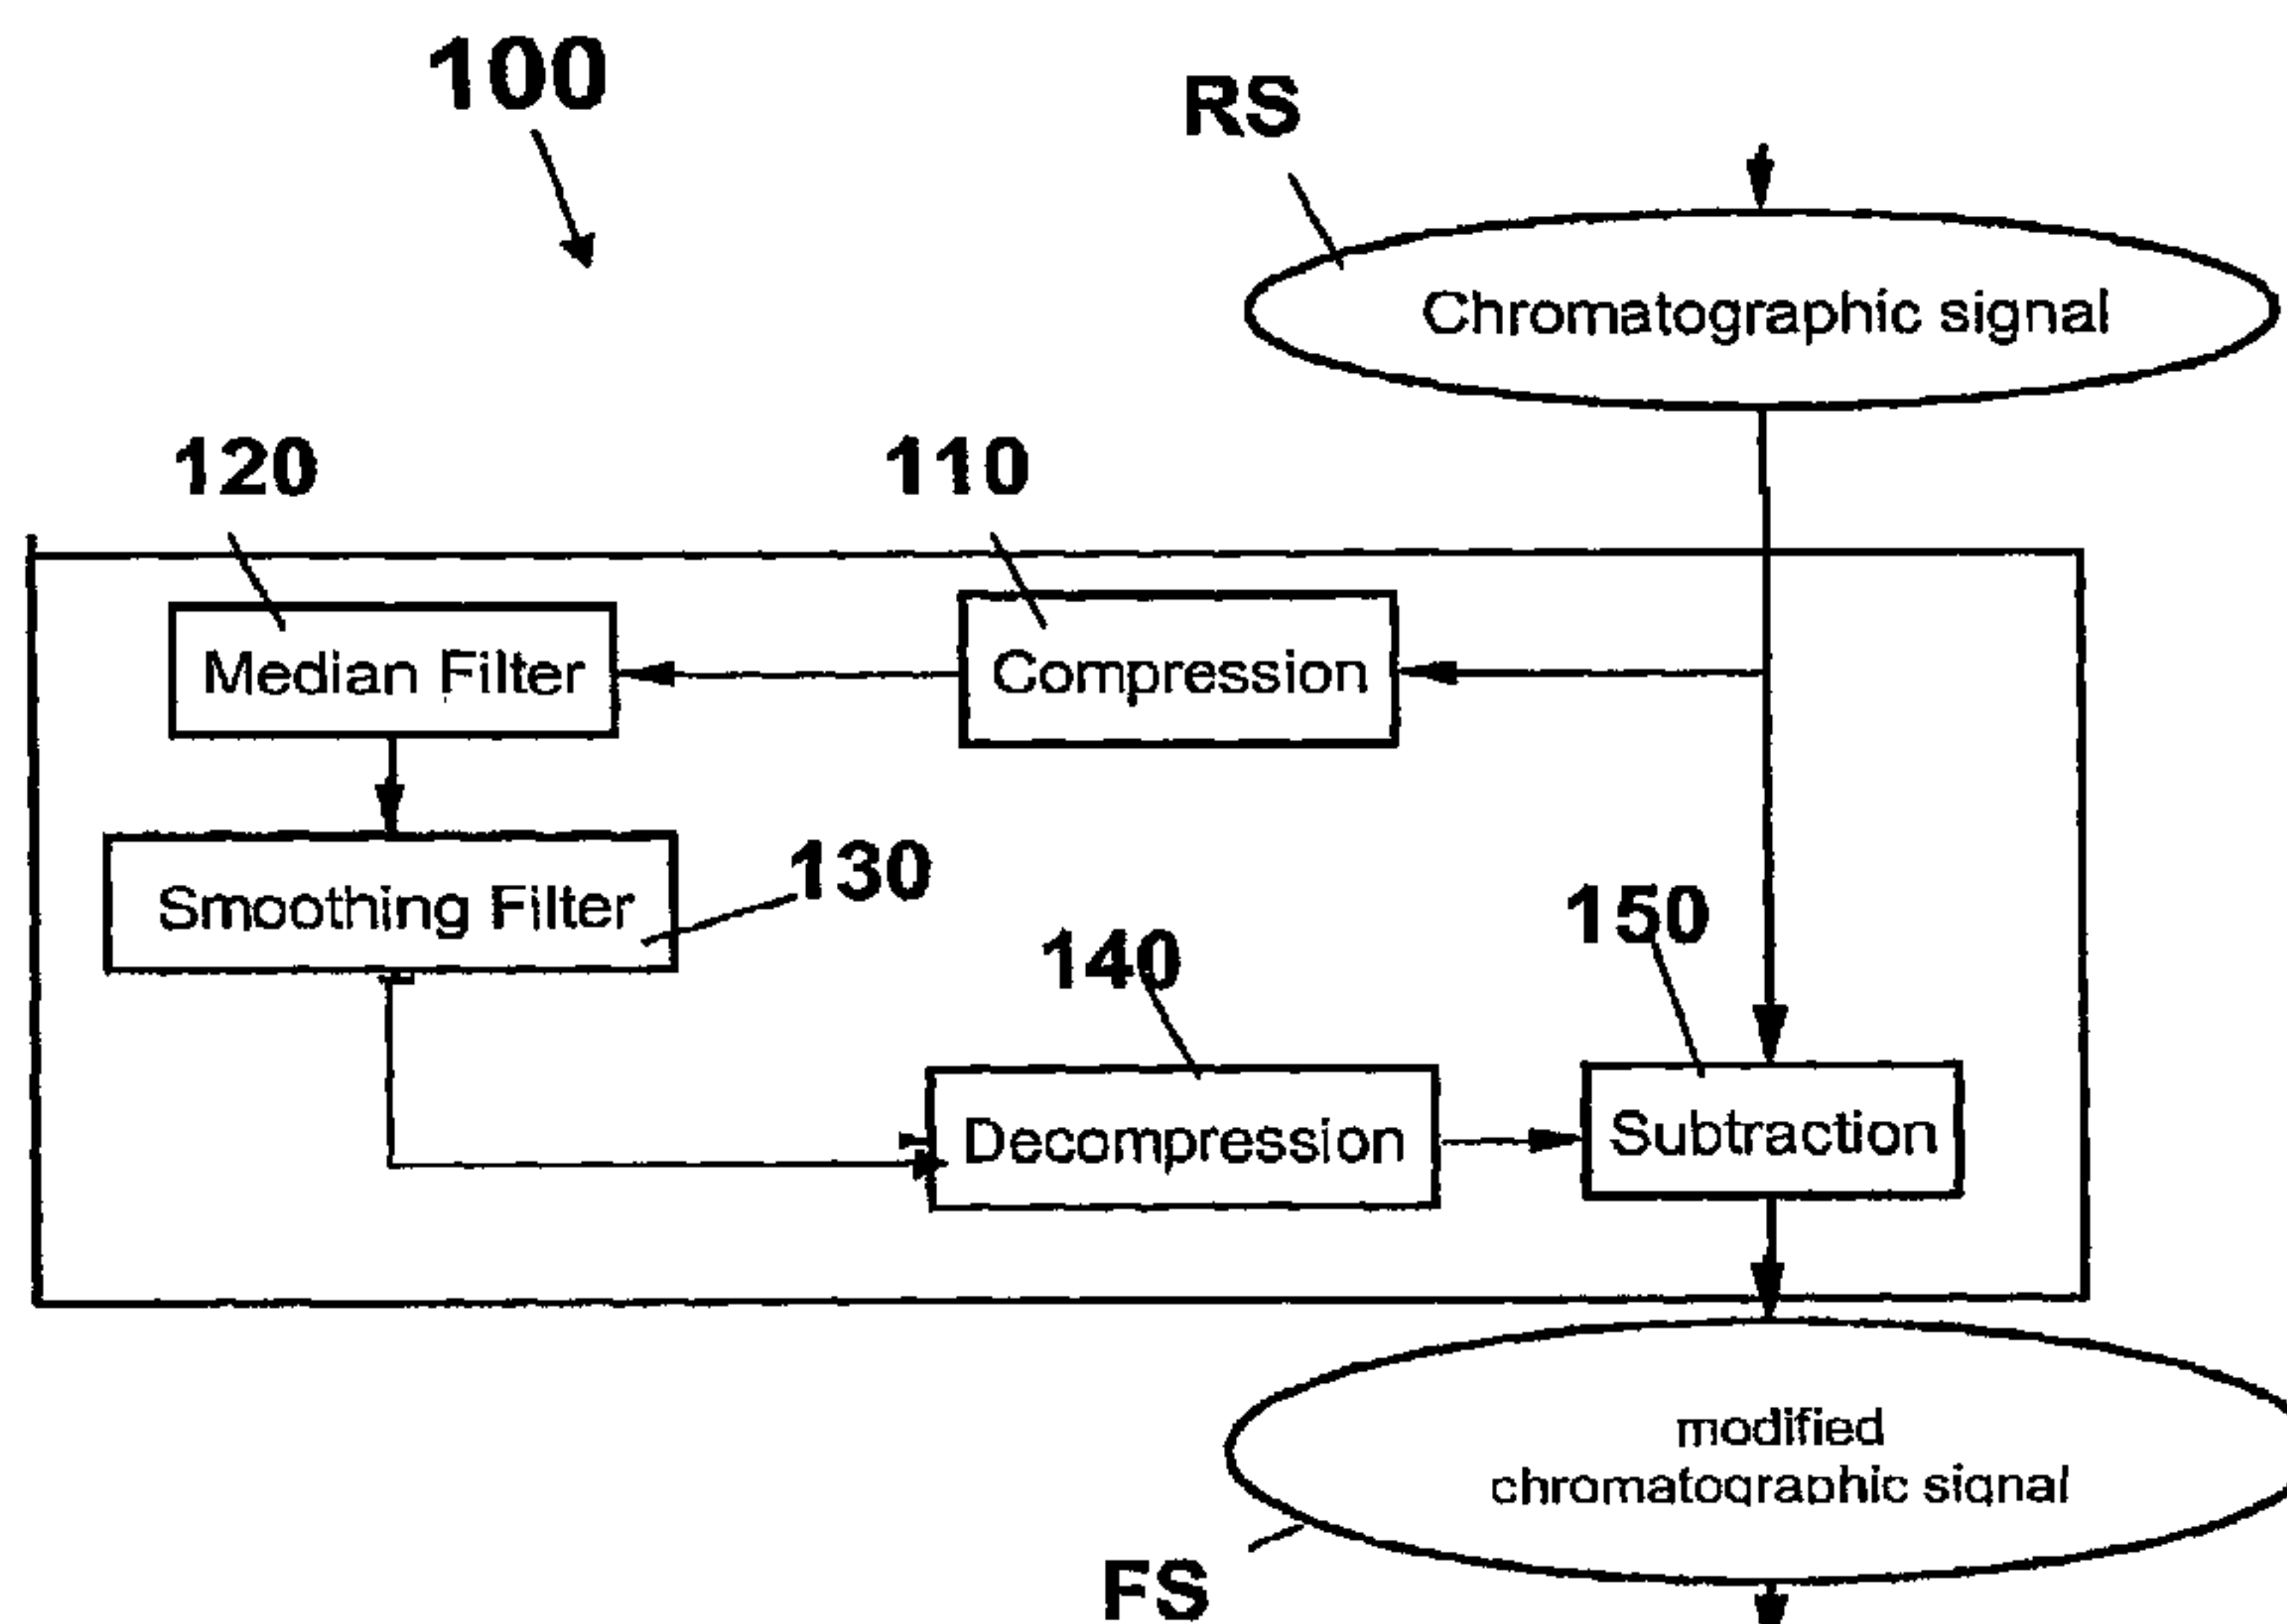 100
RS
Chromatographic signal
120
110
Median Filter
Compression
Smoothing Filter
130
140
150
Decompression
Subtraction
modified
chromatographic signal
FS